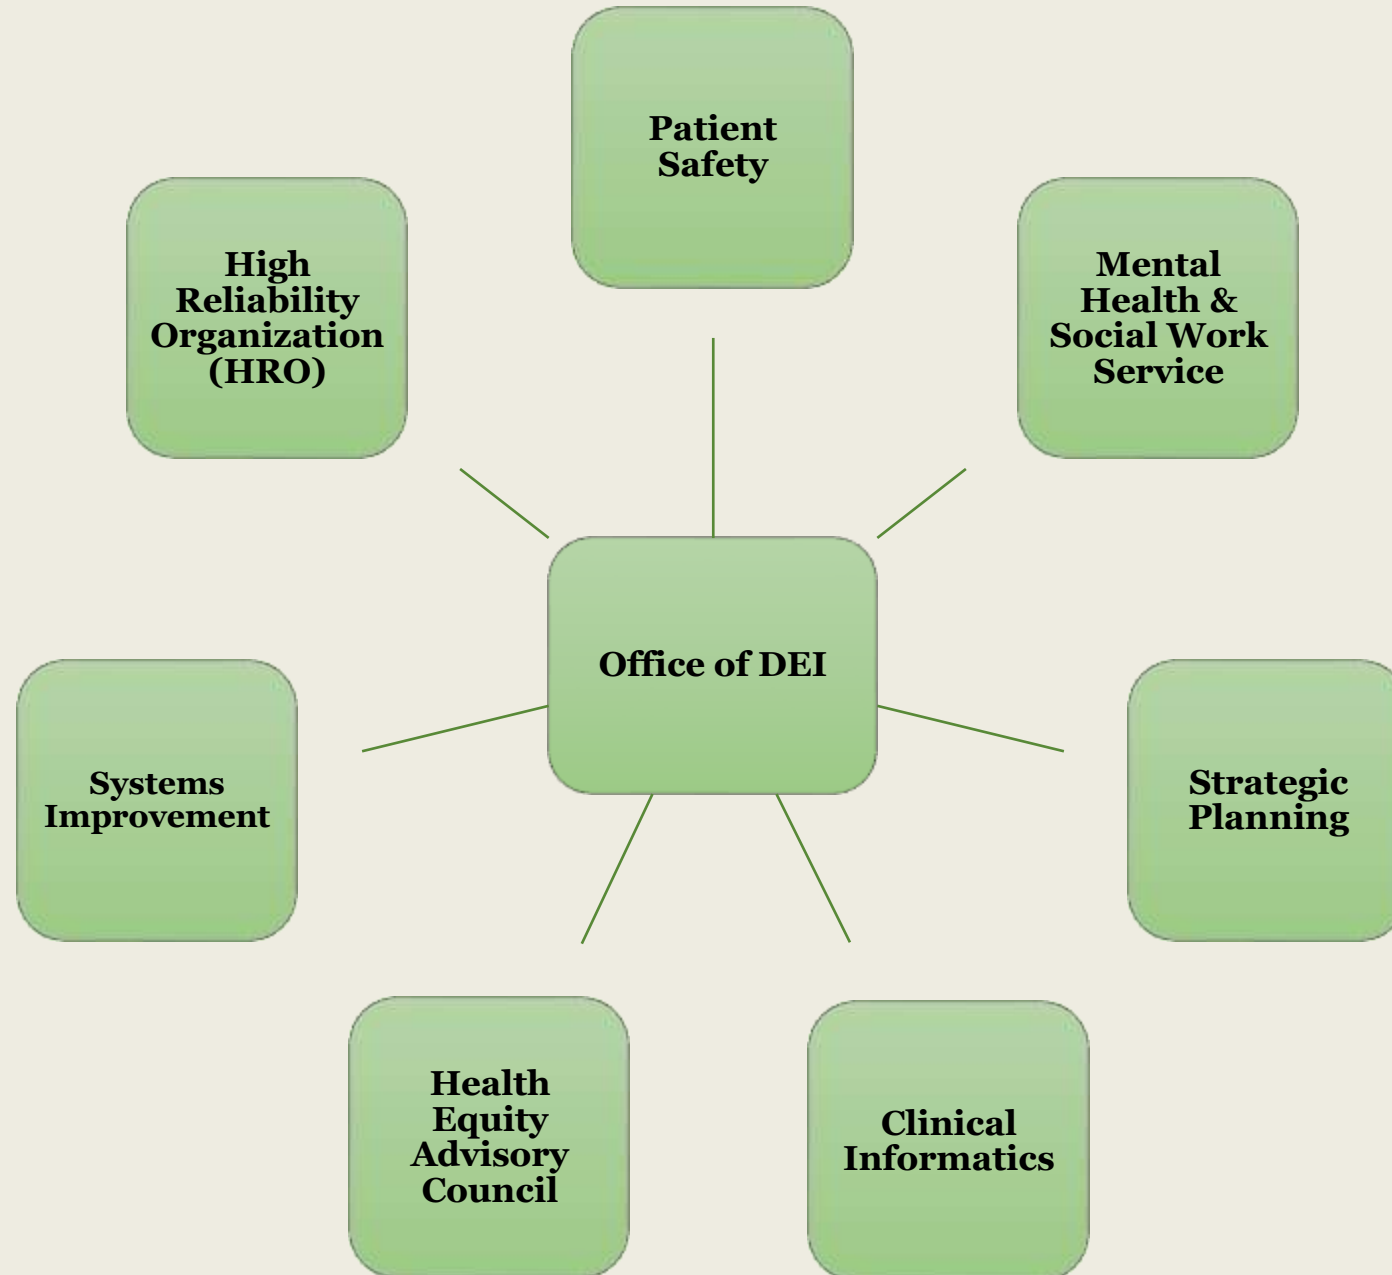 Patient
Safety
High
Reliability
Organization
(HRO)
Mental
Health &
Social Work
Service
Office of DEI
Systems
Improvement
Strategic
Planning
Health
Equity
Advisory
Council
Clinical
Informatics